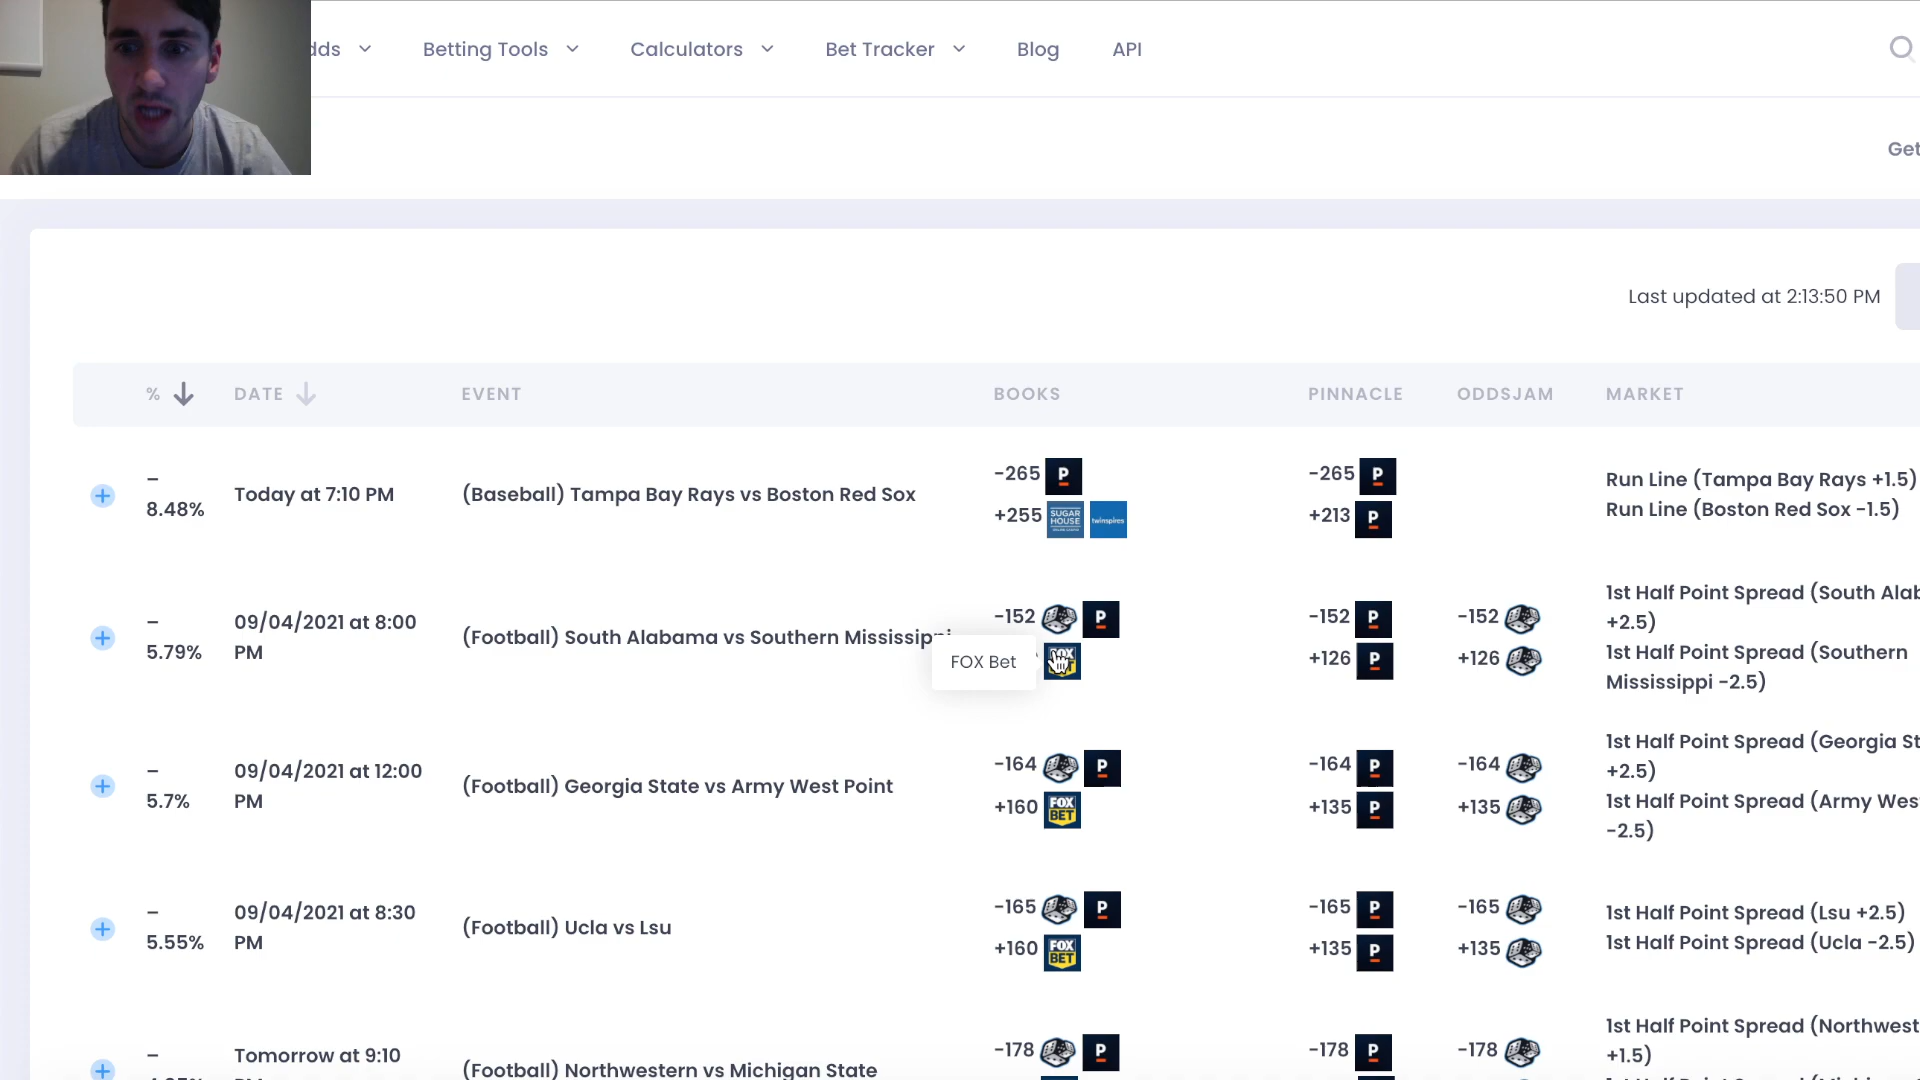 dds
Betting Tools
Calculators
Bet Tracker
Blog
API
Get
Last updated at 2:13:50 PM
%
DATE
EVENT
BOOKS
PINNACLE
ODDSJAM
MARKET
–
8.48%
Today at 7:10 PM
(Baseball) Tampa Bay Rays vs Boston Red Sox
-265 P
+255 SUGAR HOUSE twinspires
-265 P
+213 P
Run Line (Tampa Bay Rays +1.5)
Run Line (Boston Red Sox -1.5)
–
5.79%
09/04/2021 at 8:00
PM
(Football) South Alabama vs Southern Mississippi
-152 P
FOX Bet
-152 P
+126 P
-152
+126
1st Half Point Spread (South Alab
+2.5)
1st Half Point Spread (Southern
Mississippi -2.5)
–
5.7%
09/04/2021 at 12:00
PM
(Football) Georgia State vs Army West Point
-164 P
+160 FOX BET
-164 P
+135 P
-164
+135
1st Half Point Spread (Georgia St
+2.5)
1st Half Point Spread (Army Wes
-2.5)
–
5.55%
09/04/2021 at 8:30
PM
(Football) Ucla vs Lsu
-165 P
+160 FOX BET
-165 P
+135 P
-165
+135
1st Half Point Spread (Lsu +2.5)
1st Half Point Spread (Ucla -2.5)
–
Tomorrow at 9:10
(Football) Northwestern vs Michigan State
-178 P
-178 P
-178
1st Half Point Spread (Northwest
+1.5)